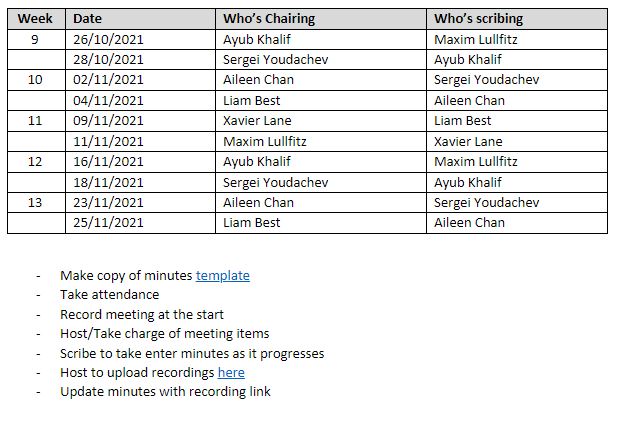 Week Date Who's Chairing Who's scribing
9 26/10/2021 Ayub Khalif Maxim Lullfitz
28/10/2021 Sergei Youdachev Ayub Khalif
10 02/11/2021 Aileen Chan Sergei Youdachev
04/11/2021 Liam Best Aileen Chan
11 09/11/2021 Xavier Lane Liam Best
11/11/2021 Maxim Lullfitz Xavier Lane
12 16/11/2021 Ayub Khalif Maxim Lullfitz
18/11/2021 Sergei Youdachev Ayub Khalif
13 23/11/2021 Aileen Chan Sergei Youdachev
25/11/2021 Liam Best Aileen Chan
- Make copy of minutes template
- Take attendance
- Record meeting at the start
- Host/Take charge of meeting items
- Scribe to take enter minutes as it progresses
- Host to upload recordings here
- Update minutes with recording link